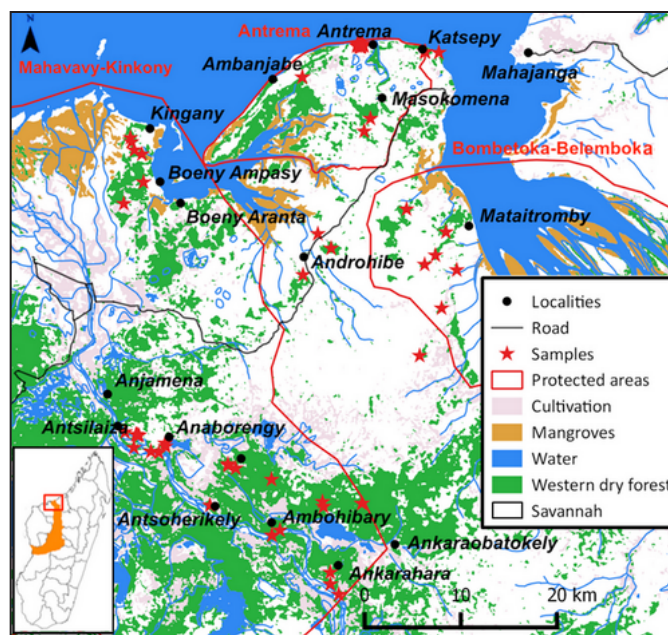 N
Antrema
Antrema
Katsepy
Mahavavy-Kinkony
Ambanjabe
Mahajanga
Masokomena
Kingany
Bombetoka-Belemboka
Boeny Ampasy
Boeny Aranta
Mataitromby
Androhibe
Localities
Road
Samples
Protected areas
Cultivation
Mangroves
Water
Western dry forest
Savannah
Anjamena
Antsilaiza
Anaborengy
Antsoherikely
Ambohibary
Ankaraobatokely
Ankarahara
0
10
20 km